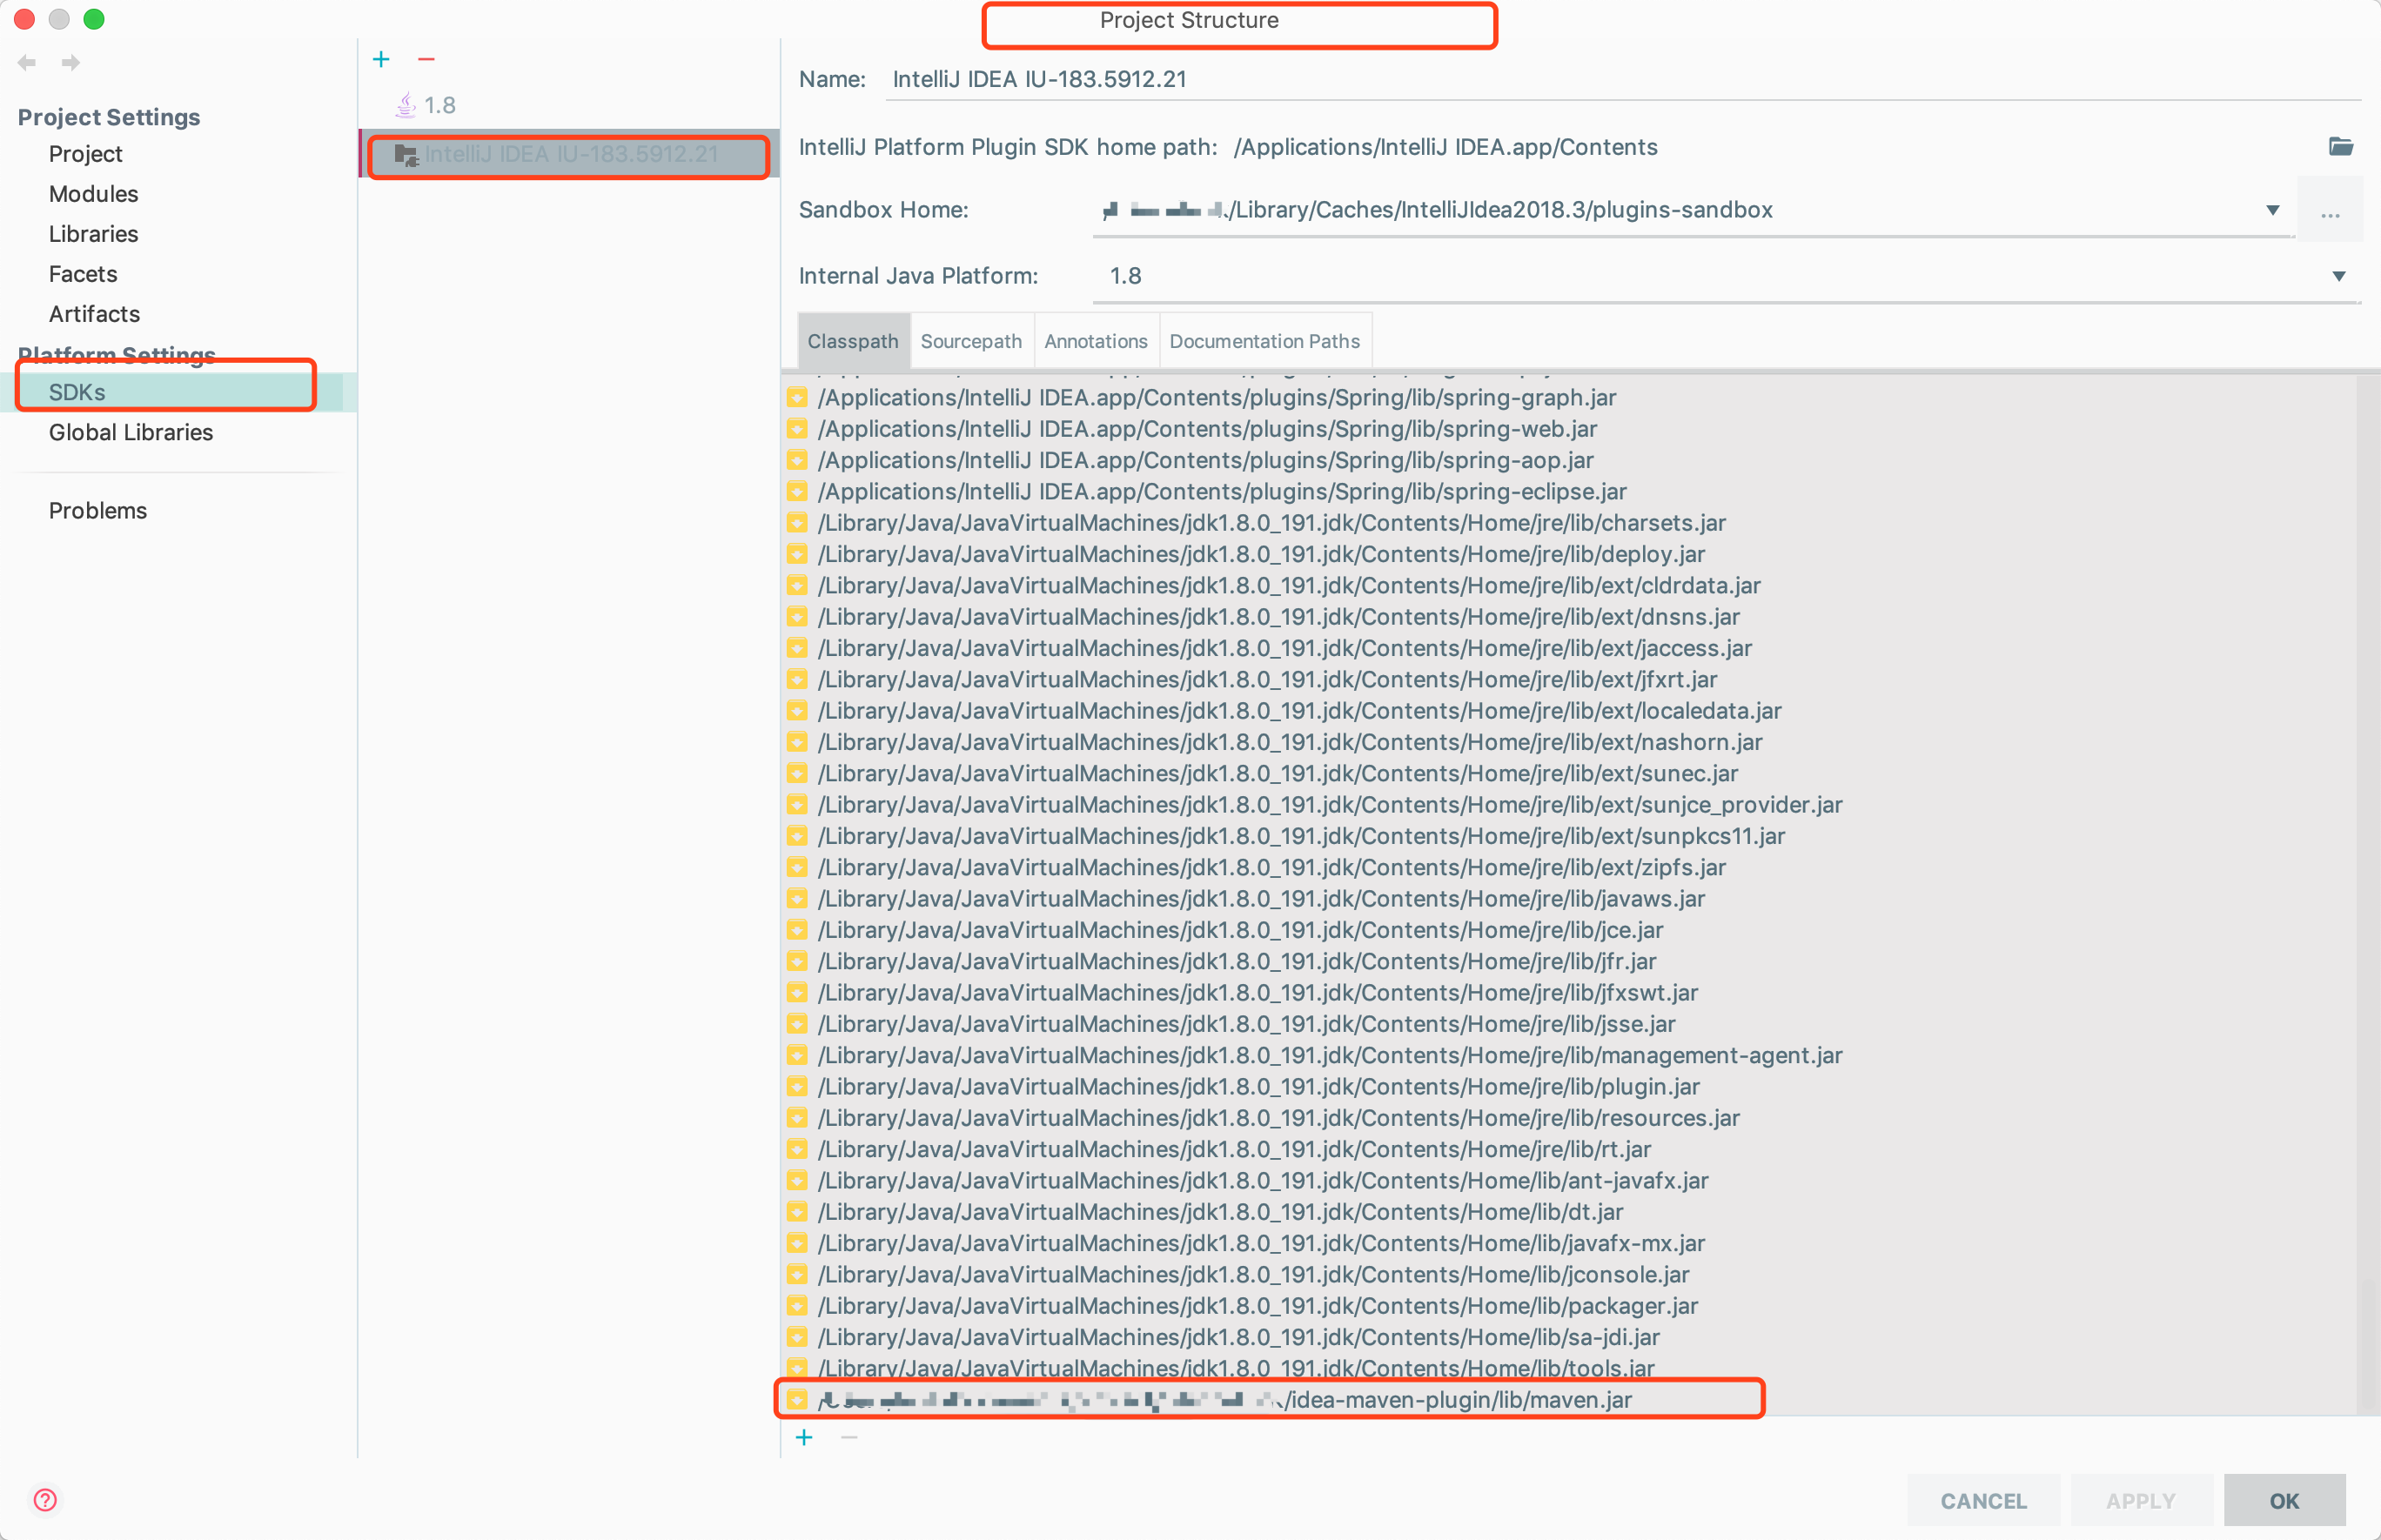 Project Structure
Project Settings
Project
Modules
Libraries
Facets
Artifacts
Platform Settings
SDKs
Global Libraries
Problems
1.8
IntelliJ IDEA IU-183.5912.21
Name: IntelliJ IDEA IU-183.5912.21
IntelliJ Platform Plugin SDK home path: /Applications/IntelliJ IDEA.app/Contents
Sandbox Home: /Library/Caches/IntelliJIdea2018.3/plugins-sandbox
...
Internal Java Platform: 1.8
Classpath Sourcepath Annotations Documentation Paths
/Applications/IntelliJ IDEA.app/Contents/plugins/Spring/lib/spring-graph.jar
/Applications/IntelliJ IDEA.app/Contents/plugins/Spring/lib/spring-web.jar
/Applications/IntelliJ IDEA.app/Contents/plugins/Spring/lib/spring-aop.jar
/Applications/IntelliJ IDEA.app/Contents/plugins/Spring/lib/spring-eclipse.jar
/Library/Java/JavaVirtualMachines/jdk1.8.0_191.jdk/Contents/Home/jre/lib/charsets.jar
/Library/Java/JavaVirtualMachines/jdk1.8.0_191.jdk/Contents/Home/jre/lib/deploy.jar
/Library/Java/JavaVirtualMachines/jdk1.8.0_191.jdk/Contents/Home/jre/lib/ext/cldrdata.jar
/Library/Java/JavaVirtualMachines/jdk1.8.0_191.jdk/Contents/Home/jre/lib/ext/dnsns.jar
/Library/Java/JavaVirtualMachines/jdk1.8.0_191.jdk/Contents/Home/jre/lib/ext/jaccess.jar
/Library/Java/JavaVirtualMachines/jdk1.8.0_191.jdk/Contents/Home/jre/lib/ext/jfxrt.jar
/Library/Java/JavaVirtualMachines/jdk1.8.0_191.jdk/Contents/Home/jre/lib/ext/localedata.jar
/Library/Java/JavaVirtualMachines/jdk1.8.0_191.jdk/Contents/Home/jre/lib/ext/nashorn.jar
/Library/Java/JavaVirtualMachines/jdk1.8.0_191.jdk/Contents/Home/jre/lib/ext/sunec.jar
/Library/Java/JavaVirtualMachines/jdk1.8.0_191.jdk/Contents/Home/jre/lib/ext/sunjce_provider.jar
/Library/Java/JavaVirtualMachines/jdk1.8.0_191.jdk/Contents/Home/jre/lib/ext/sunpkcs11.jar
/Library/Java/JavaVirtualMachines/jdk1.8.0_191.jdk/Contents/Home/jre/lib/ext/zipfs.jar
/Library/Java/JavaVirtualMachines/jdk1.8.0_191.jdk/Contents/Home/jre/lib/javaws.jar
/Library/Java/JavaVirtualMachines/jdk1.8.0_191.jdk/Contents/Home/jre/lib/jce.jar
/Library/Java/JavaVirtualMachines/jdk1.8.0_191.jdk/Contents/Home/jre/lib/jfr.jar
/Library/Java/JavaVirtualMachines/jdk1.8.0_191.jdk/Contents/Home/jre/lib/jfxswt.jar
/Library/Java/JavaVirtualMachines/jdk1.8.0_191.jdk/Contents/Home/jre/lib/jsse.jar
/Library/Java/JavaVirtualMachines/jdk1.8.0_191.jdk/Contents/Home/jre/lib/management-agent.jar
/Library/Java/JavaVirtualMachines/jdk1.8.0_191.jdk/Contents/Home/jre/lib/plugin.jar
/Library/Java/JavaVirtualMachines/jdk1.8.0_191.jdk/Contents/Home/jre/lib/resources.jar
/Library/Java/JavaVirtualMachines/jdk1.8.0_191.jdk/Contents/Home/jre/lib/rt.jar
/Library/Java/JavaVirtualMachines/jdk1.8.0_191.jdk/Contents/Home/lib/ant-javafx.jar
/Library/Java/JavaVirtualMachines/jdk1.8.0_191.jdk/Contents/Home/lib/dt.jar
/Library/Java/JavaVirtualMachines/jdk1.8.0_191.jdk/Contents/Home/lib/javafx-mx.jar
/Library/Java/JavaVirtualMachines/jdk1.8.0_191.jdk/Contents/Home/lib/jconsole.jar
/Library/Java/JavaVirtualMachines/jdk1.8.0_191.jdk/Contents/Home/lib/packager.jar
/Library/Java/JavaVirtualMachines/jdk1.8.0_191.jdk/Contents/Home/lib/sa-jdi.jar
/Library/Java/JavaVirtualMachines/jdk1.8.0_191.jdk/Contents/Home/lib/tools.jar
/idea-maven-plugin/lib/maven.jar
CANCEL APPLY OK